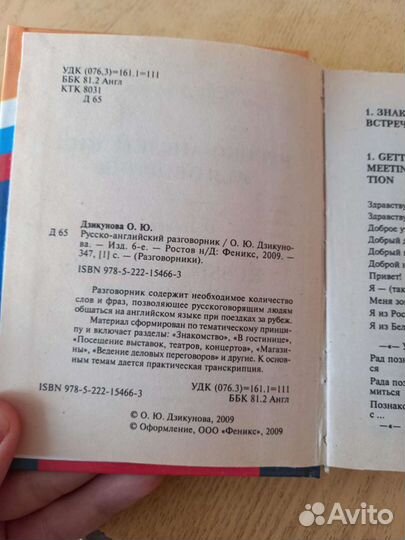 УДК (076,3)=161.1=111
ББК 81.2 Англ
КТК 8031
Д 65
Дзикунова О. Ю.
Д 65 Русско-английский разговорник / О. Ю. Дзикуно-
ва. — Изд. 6-е. — Ростов н/Д: Феникс, 2009. —
347, [1] с. — (Разговорники).
ISBN 978-5-222-15466-3
Разговорник содержит необходимое количество
слов и фраз, позволяющее русскоговорящим людям
общаться на английском языке при поездках за рубеж.
Материал сформирован по тематическому принци-
пу и включает разделы: «Знакомство», «В гостинице»,
«Посещение выставок, театров, концертов», «Магази-
ны», «Ведение деловых переговоров» и другие. К основ-
ным темам дается практическая транскрипция.
УДК (076,3)=161.1=111
ISBN 978-5-222-15466-3 ББК 81.2 Англ
© О. Ю. Дзикунова, 2009
© Оформление, ООО «Феникс», 2009
1. ЗНАК
ВСТРЕЧ
1. GETT
MEETIN
TION
Здравству
Здравству
Доброе у
Добрый д
Добрый
Доброй н
Привет!
Я — (так
Меня зо
Я из Рос
Я из Бел
—«— У
Рад позн
ся
Рада позн
миться
Познако
с ...
—«—
Avito